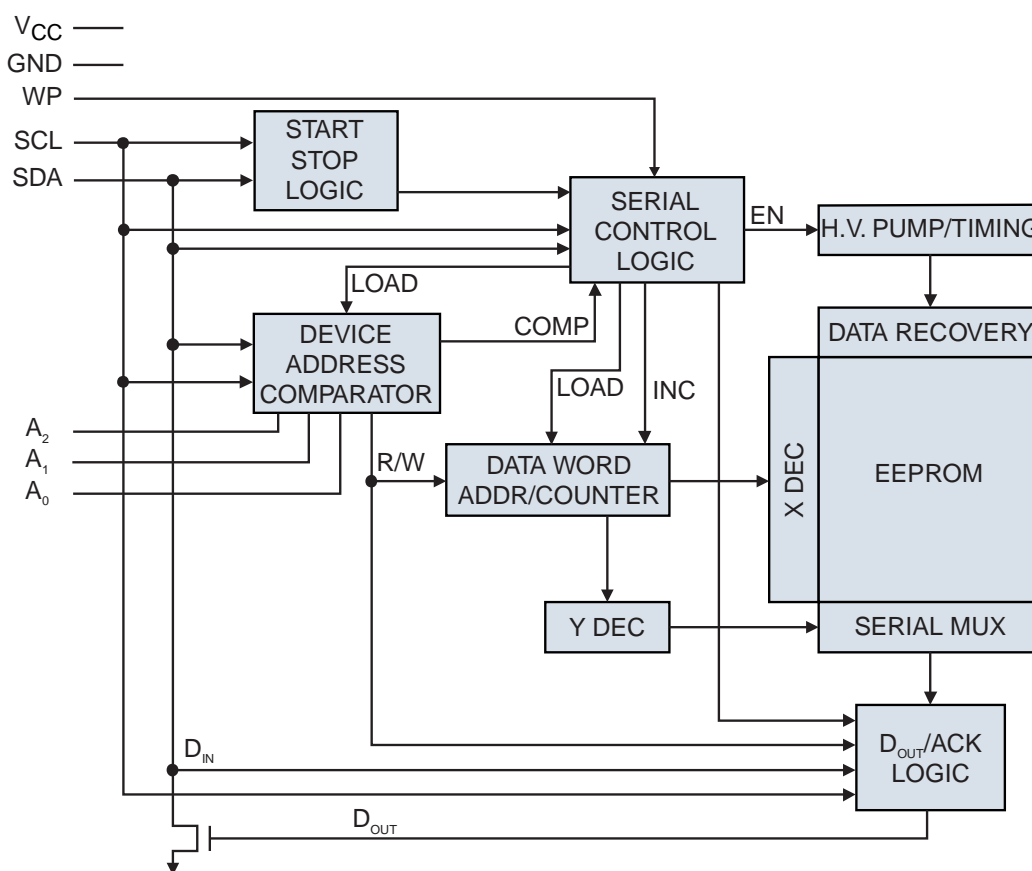 VCC
GND
WP
SCL
SDA
START
STOP
LOGIC
SERIAL
CONTROL
LOGIC
EN
H.V. PUMP/TIMING
LOAD
COMP
DEVICE
ADDRESS
COMPARATOR
LOAD
INC
DATA RECOVERY
A2
A1
A0
R/W
DATA WORD
ADDR/COUNTER
X DEC
EEPROM
Y DEC
SERIAL MUX
DIN
DOUT/ACK
LOGIC
DOUT